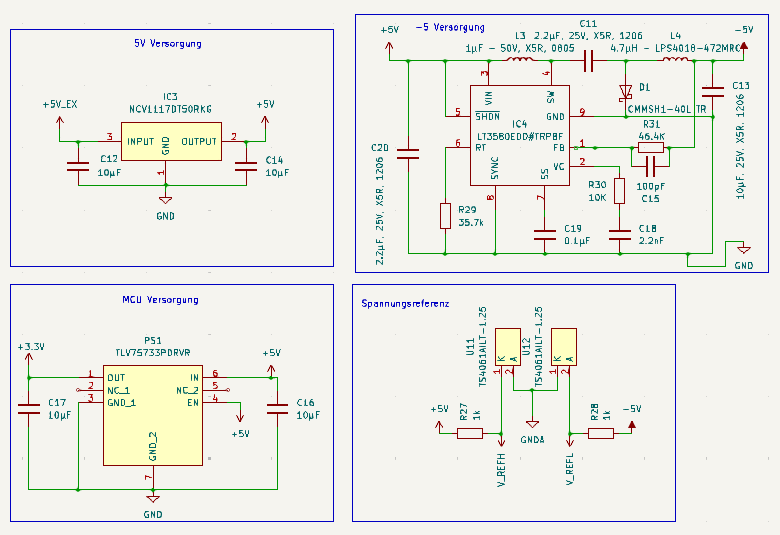 5V Versorgung
IC3
NCV1117DT50RKG
+5V_EX
+5V
3
INPUT
OUTPUT
2
GND
1
C12
10µF
C14
10µF
GND
-5 Versorgung
+5V
C11
L3
2.2µF, 25V, X5R, 1206
L4
-5V
1µF - 50V, X5R, 0805
4.7µH - LPS4018-472MRC
3
4
VIN
SW
D1
CMMSH1-40L TR
C13
10µF, 25V, X5R, 1206
5
SHDN
GND
9
IC4
LT3580EDD#TRPBF
6
RT
FB
1
R31
46.4K
VC
2
100pF
C15
SYNC
SS
8
7
C20
2.2µF, 25V, X5R, 1206
R29
35.7k
R30
10K
C19
0.1µF
C18
2.2nF
GND
MCU Versorgung
PS1
TLV75733PDRVR
+3.3V
+5V
1
OUT
IN
6
2
NC_1
NC_2
5
3
GND_1
EN
4
+5V
GND_2
7
C17
10µF
C16
10µF
GND
Spannungsreferenz
U11
TS4061AILT-1.25
K
A
1
2
U12
TS4061AILT-1.25
K
A
1
2
+5V
R27
1k
GNDA
R28
1k
-5V
V_REFH
V_REFL